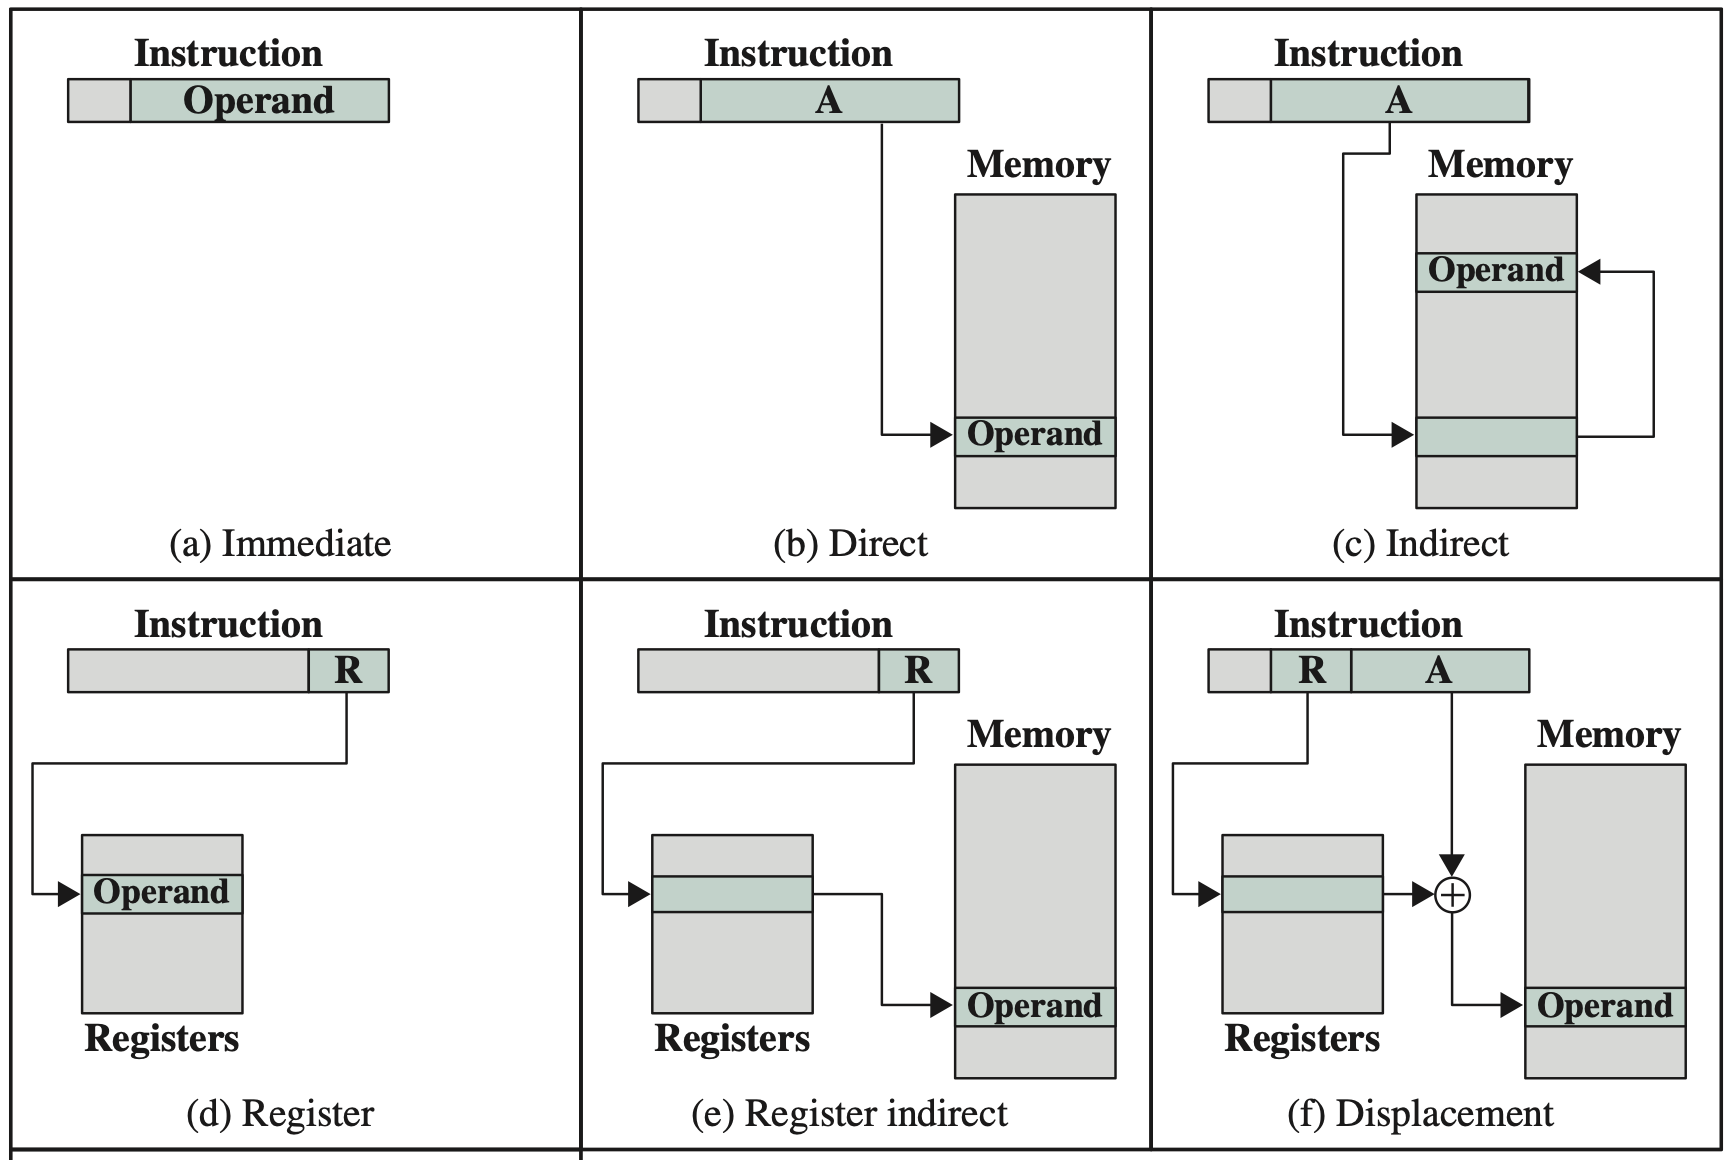 Instruction
Operand
(a) Immediate
Instruction
A
Memory
Operand
(b) Direct
Instruction
A
Memory
Operand
(c) Indirect
Instruction
R
Operand
Registers
(d) Register
Instruction
R
Memory
Operand
Registers
(e) Register indirect
Instruction
R A
Memory
Operand
Registers
(f) Displacement